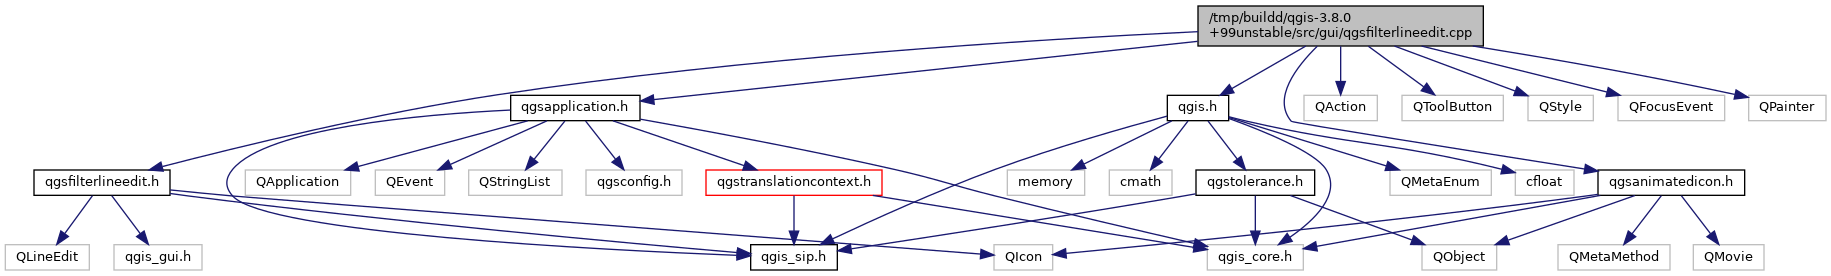 /tmp/buildd/qgis-3.8.0
+99unstable/src/gui/qgsfilterlineedit.cpp
qgsapplication.h
qgis.h
QAction
QToolButton
QStyle
QFocusEvent
QPainter
qgsfilterlineedit.h
QApplication
QEvent
QStringList
qgsconfig.h
qgstranslationcontext.h
memory
cmath
qgstolerance.h
QMetaEnum
cfloat
qgsanimatedicon.h
QLineEdit
qgis_gui.h
qgis_sip.h
QIcon
qgis_core.h
QObject
QMetaMethod
QMovie